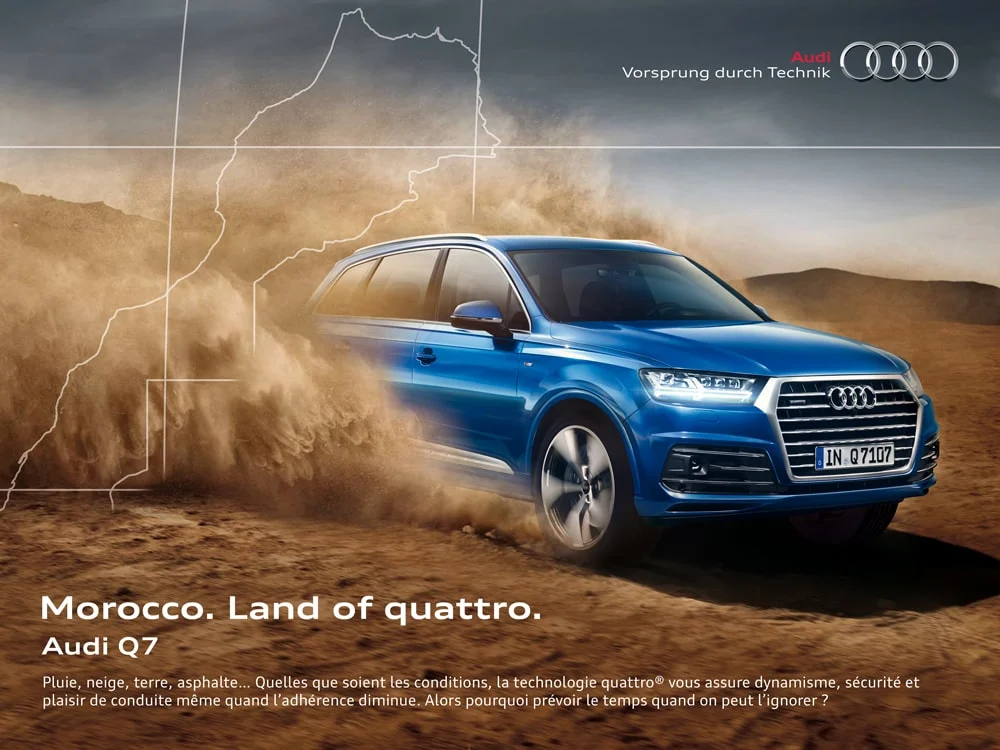 Audi
Vorsprung durch Technik
IN Q7107
Morocco. Land of quattro.
Audi Q7
Pluie, neige, terre, asphalte... Quelles que soient les conditions, la technologie quattro® vous assure dynamisme, sécurité et
plaisir de conduite même quand l'adhérence diminue. Alors pourquoi prévoir le temps quand on peut l'ignorer ?